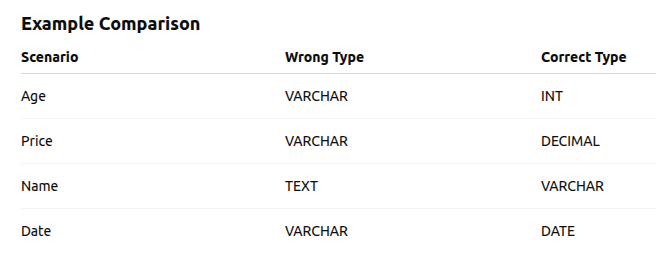 Example Comparison
Scenario Wrong Type Correct Type
Age VARCHAR INT
Price VARCHAR DECIMAL
Name TEXT VARCHAR
Date VARCHAR DATE